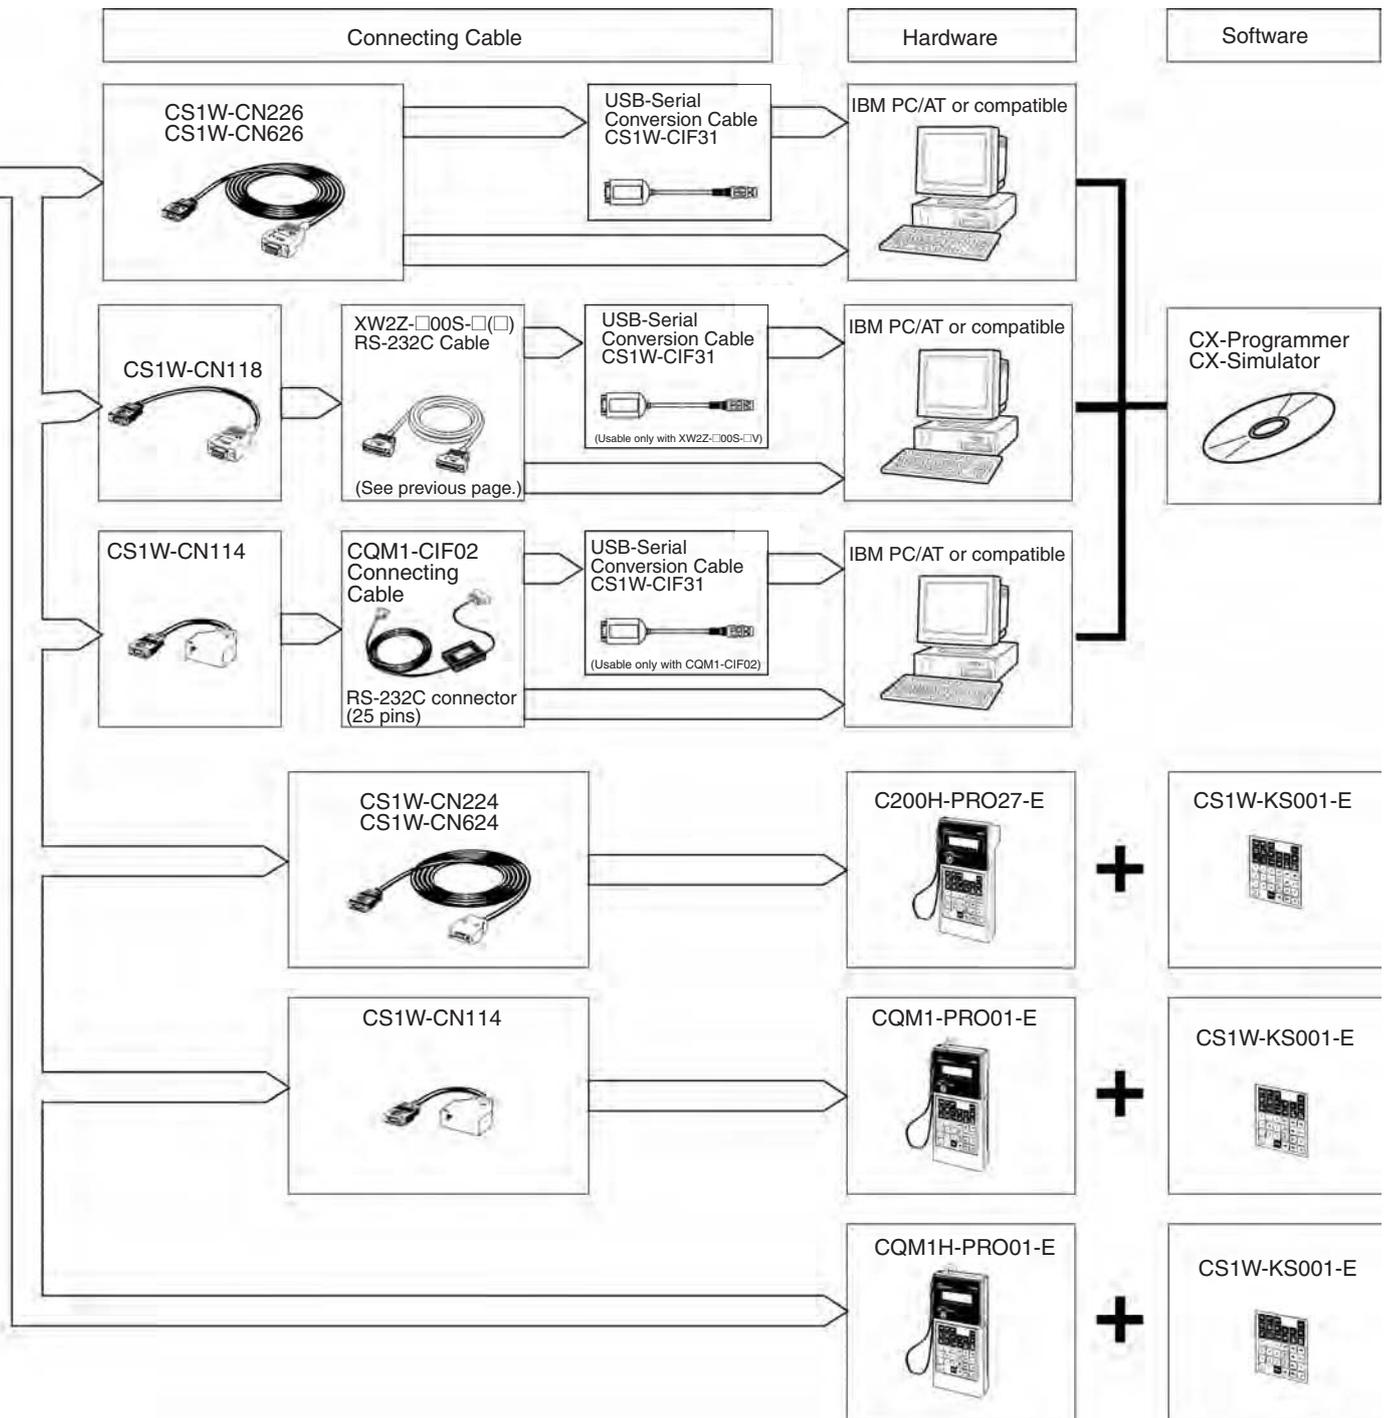 Connecting Cable
Hardware
Software
CS1W-CN226
CS1W-CN626
USB-Serial
Conversion Cable
CS1W-CIF31
IBM PC/AT or compatible
CS1W-CN118
XW2Z-□00S-□(□)
RS-232C Cable
(See previous page.)
USB-Serial
Conversion Cable
CS1W-CIF31
(Usable only with XW2Z-□00S-□V)
IBM PC/AT or compatible
CX-Programmer
CX-Simulator
CS1W-CN114
CQM1-CIF02
Connecting
Cable
RS-232C connector
(25 pins)
USB-Serial
Conversion Cable
CS1W-CIF31
(Usable only with CQM1-CIF02)
IBM PC/AT or compatible
CS1W-CN224
CS1W-CN624
C200H-PRO27-E
CS1W-KS001-E
CS1W-CN114
CQM1-PRO01-E
CS1W-KS001-E
CQM1H-PRO01-E
CS1W-KS001-E